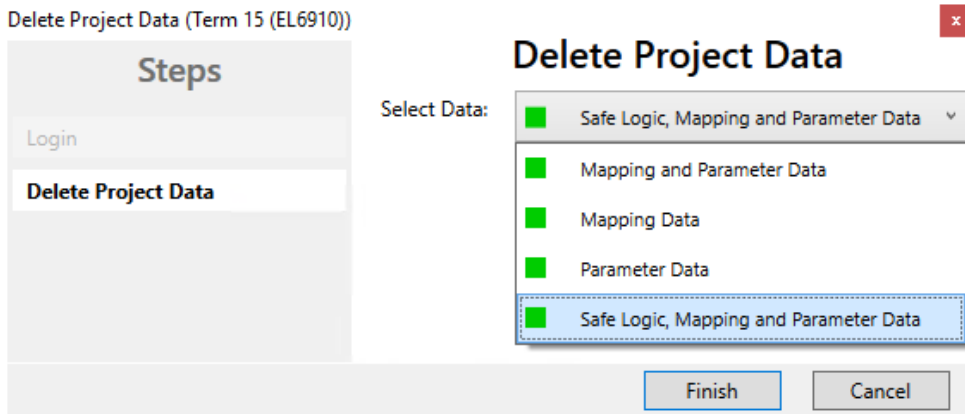 Delete Project Data (Term 15 (EL6910))
x
Steps
Login
Delete Project Data
Delete Project Data
Select Data:
Safe Logic, Mapping and Parameter Data
Mapping and Parameter Data
Mapping Data
Parameter Data
Safe Logic, Mapping and Parameter Data
Finish
Cancel